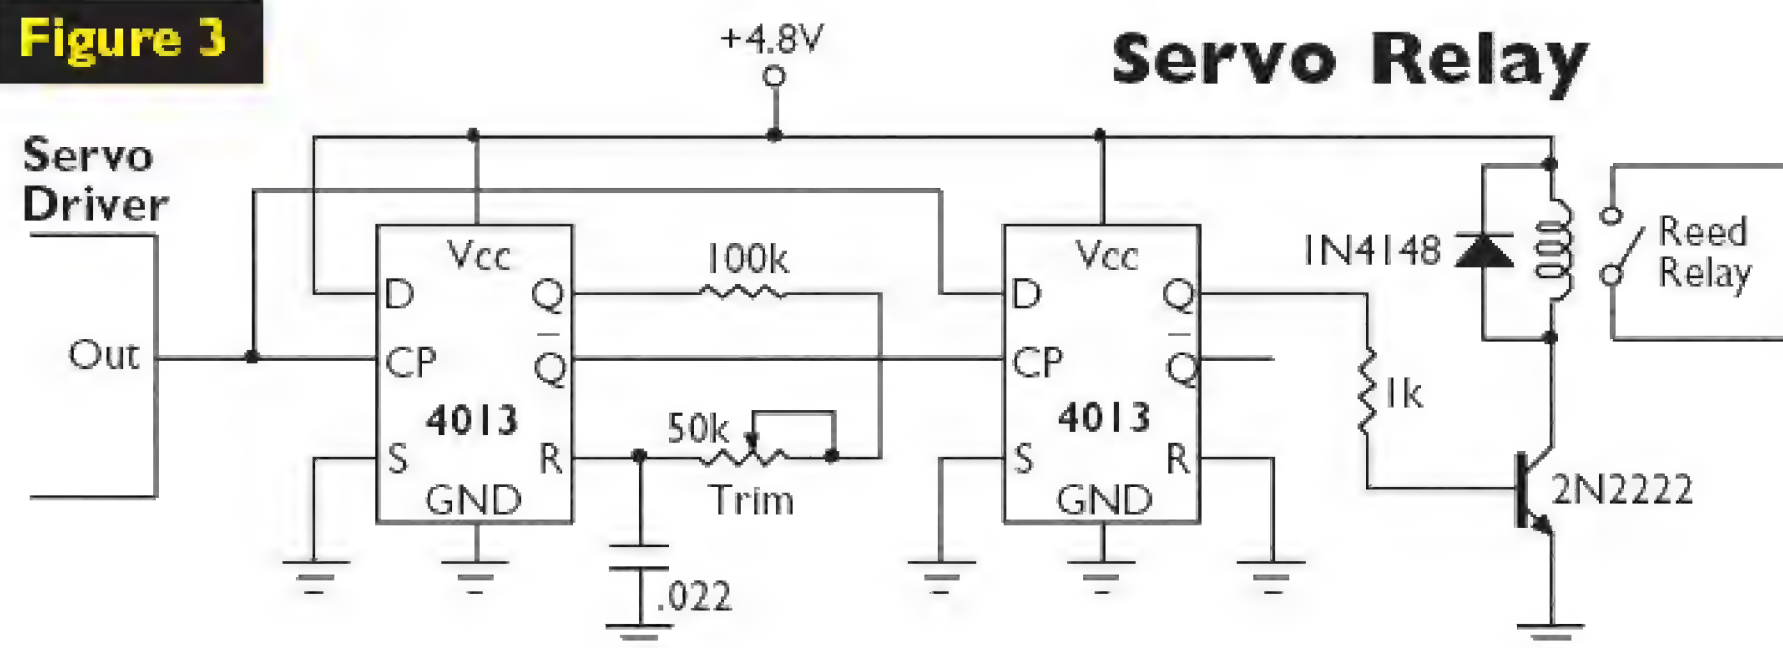 Figure 3
+4.8V
Servo Relay
Servo
Driver
Out
Vcc
D
Q
CP
Q
4013
S
R
GND
100k
50k
Trim
.022
Vcc
D
Q
CP
Q
4013
S
R
GND
1N4148
Reed
Relay
1k
2N2222